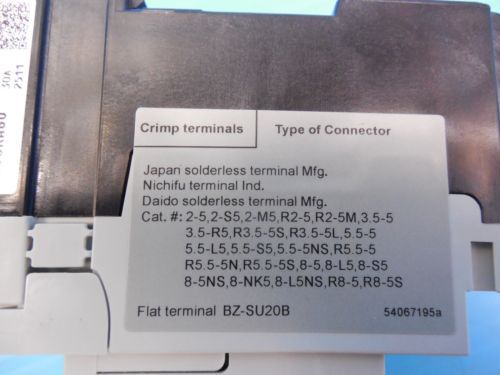 30A
2511
Crimp terminals Type of Connector
Japan solderless terminal Mfg.
Nichifu terminal Ind.
Daido solderless terminal Mfg.
Cat. #: 2-5,2-S5,2-M5,R2-5,R2-5M,3.5-5
3.5-R5,R3.5-5S,R3.5-5L,5.5-5
5.5-L5,5.5-S5,5.5-5NS,R5.5-5
R5.5-5N,R5.5-5S,8-5,8-L5,8-S5
8-5NS,8-NK5,8-L5NS,R8-5,R8-5S
Flat terminal BZ-SU20B 54067195a